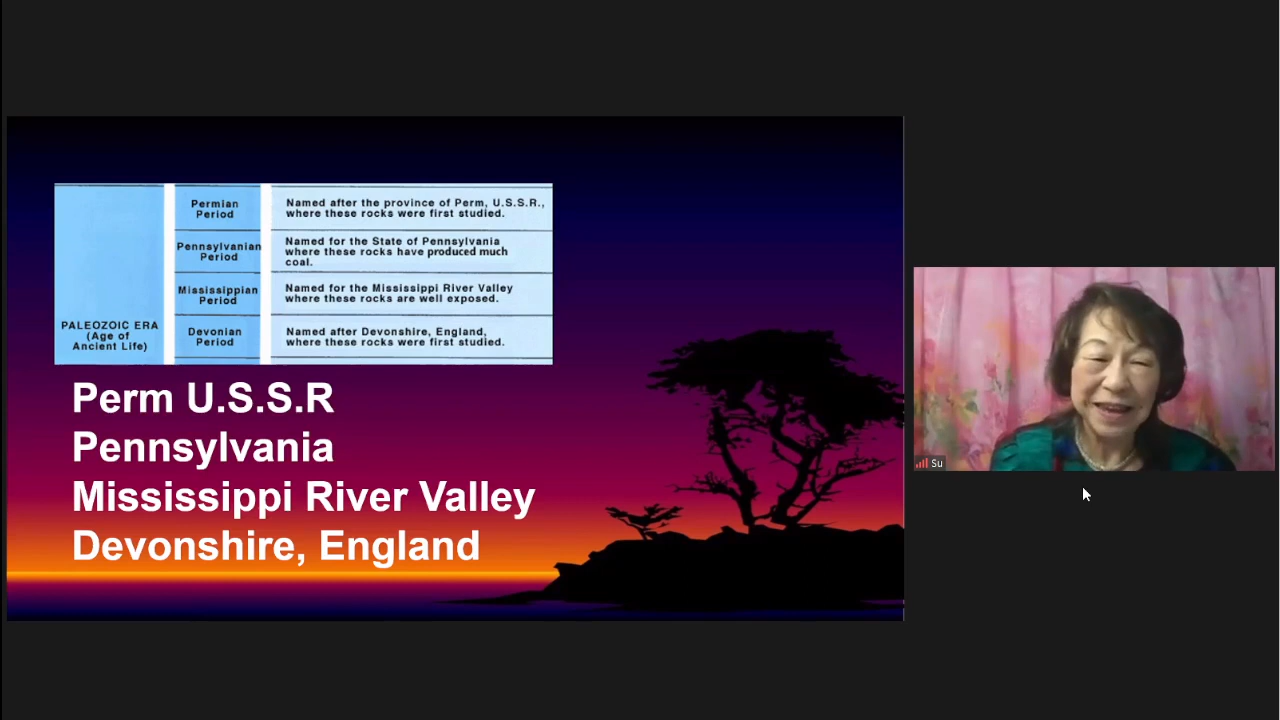 Permian
Period
Named after the province of Perm, U.S.S.R.,
where these rocks were first studied.
Pennsylvanian
Period
Named for the State of Pennsylvania
where these rocks have produced much
coal.
Mississippian
Period
Named for the Mississippi River Valley
where these rocks are well exposed.
PALEOZOIC ERA
(Age of
Ancient Life)
Devonian
Period
Named after Devonshire, England,
where these rocks were first studied.
Perm U.S.S.R
Pennsylvania
Mississippi River Valley
Devonshire, England
Su